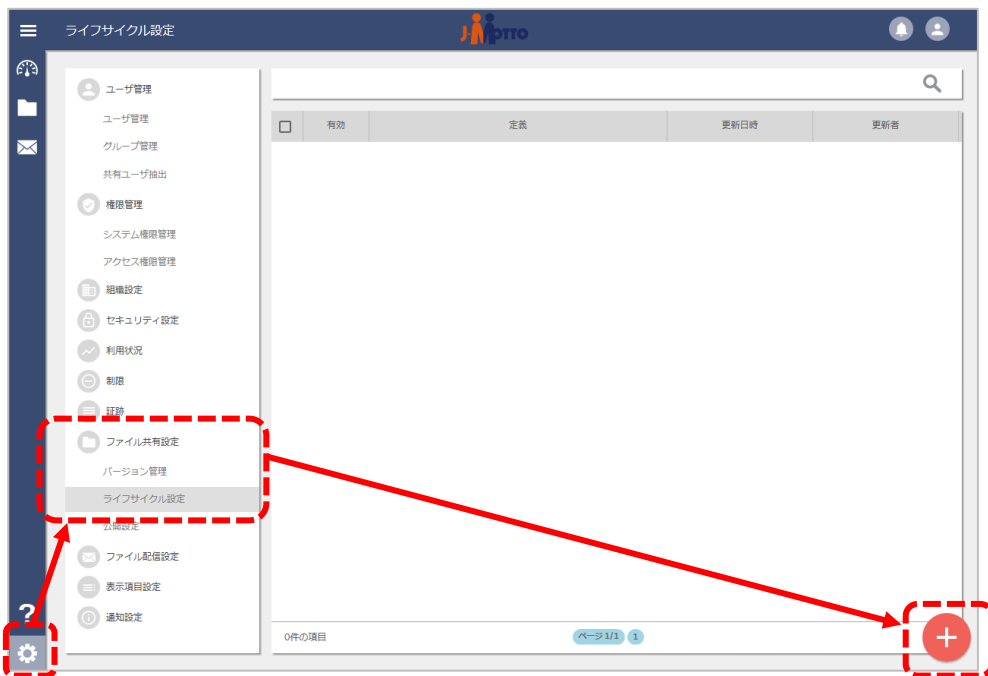 ライフサイクル設定
J-MOTTO
ユーザ管理
ユーザ管理
グループ管理
共有ユーザ抽出
権限管理
システム権限管理
アクセス権限管理
組織設定
セキュリティ設定
利用状況
制限
証跡
ファイル共有設定
バージョン管理
ライフサイクル設定
公開設定
ファイル配信設定
表示項目設定
通知設定
?
有効 定義 更新日時 更新者
0件の項目 ページ 1/1 1
+